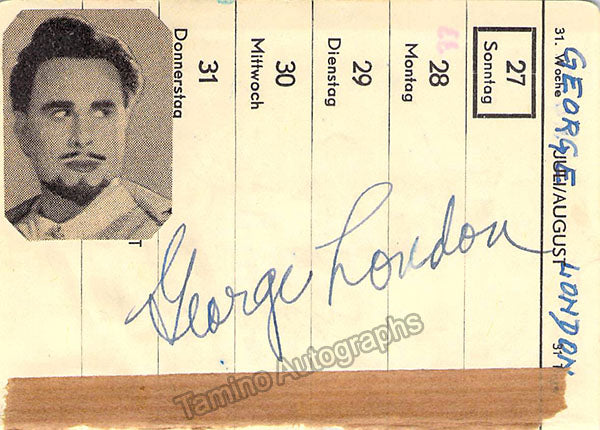 31. Woche
JULI/AUGUST
GEORGE LONDON
27
Sonntag
28
Montag
29
Dienstag
30
Mittwoch
31
Donnerstag
George London
Tamino Autographs